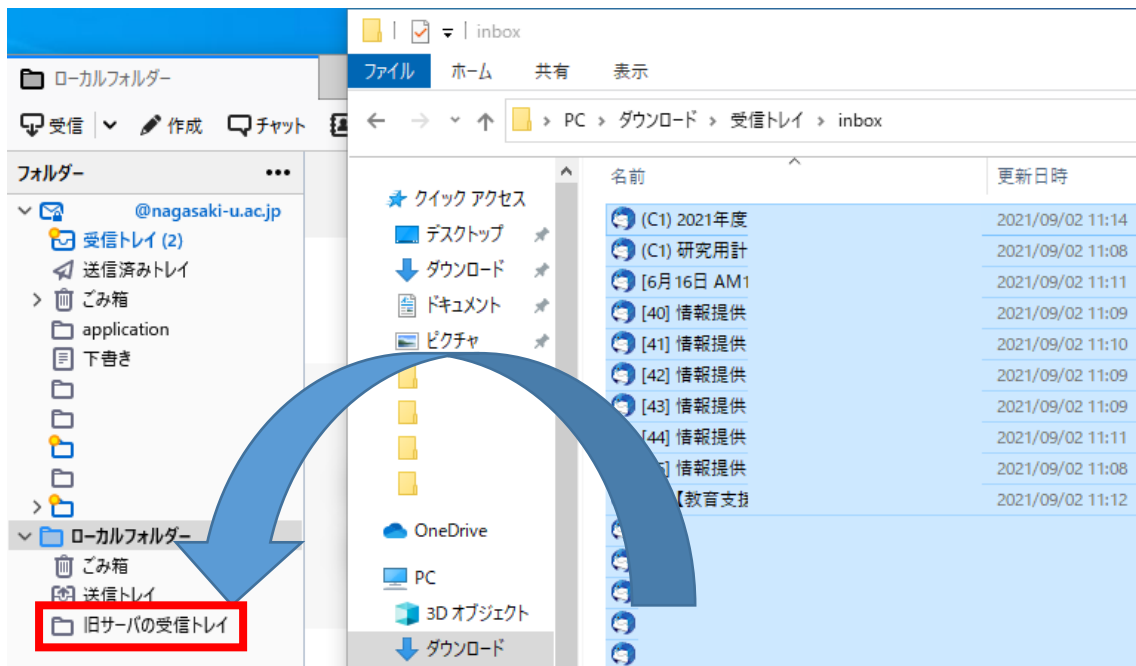 inbox
ローカルフォルダー
ファイル ホーム 共有 表示
受信 作成 チャット
PC ダウンロード 受信トレイ inbox
フォルダー
@nagasaki-u.ac.jp
受信トレイ (2)
送信済みトレイ
ごみ箱
application
下書き
ローカルフォルダー
ごみ箱
送信トレイ
旧サーバの受信トレイ
クイック アクセス
デスクトップ
ダウンロード
ドキュメント
ピクチャ
OneDrive
PC
3D オブジェクト
ダウンロード
名前 更新日時
(C1) 2021年度 2021/09/02 11:14
(C1) 研究用計 2021/09/02 11:08
[6月16日 AM1 2021/09/02 11:11
[40] 情報提供 2021/09/02 11:09
[41] 情報提供 2021/09/02 11:10
[42] 情報提供 2021/09/02 11:09
[43] 情報提供 2021/09/02 11:09
[44] 情報提供 2021/09/02 11:11
] 情報提供 2021/09/02 11:08
【教育支援 2021/09/02 11:12